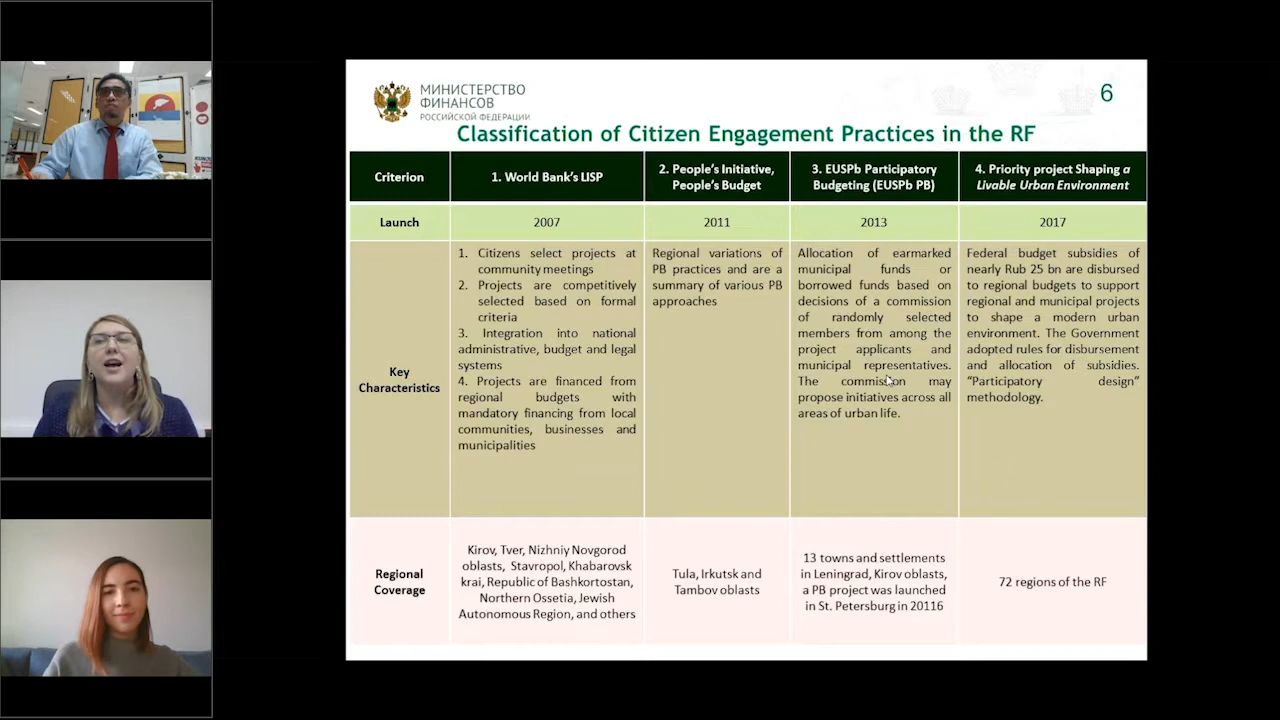 МИНИСТЕРСТВО
ФИНАНСОВ
РОССИЙСКОЙ ФЕДЕРАЦИИ
6
Classification of Citizen Engagement Practices in the RF
Criterion
1. World Bank's LISP
2. People's Initiative,
People's Budget
3. EUSPb Participatory
Budgeting (EUSPb PB)
4. Priority project Shaping a
Livable Urban Environment
Launch
2007
2011
2013
2017
Key
Characteristics
1. Citizens select projects at
community meetings
2. Projects are competitively
selected based on formal
criteria
3. Integration into national
administrative, budget and legal
systems
4. Projects are financed from
regional budgets with
mandatory financing from local
communities, businesses and
municipalities
Regional variations of
PB practices and are a
summary of various PB
approaches
Allocation of earmarked
municipal funds or
borrowed funds based on
decisions of a commission
of randomly selected
members from among the
project applicants and
municipal representatives.
The commission may
propose initiatives across all
areas of urban life.
Federal budget subsidies of
nearly Rub 25 bn are disbursed
to regional budgets to support
regional and municipal projects
to shape a modern urban
environment. The Government
adopted rules for disbursement
and allocation of subsidies.
"Participatory design"
methodology.
Regional
Coverage
Kirov, Tver, Nizhniy Novgorod
oblasts, Stavropol, Khabarovsk
krai, Republic of Bashkortostan,
Northern Ossetia, Jewish
Autonomous Region, and others
Tula, Irkutsk and
Tambov oblasts
13 towns and settlements
in Leningrad, Kirov oblasts,
a PB project was launched
in St. Petersburg in 20116
72 regions of the RF